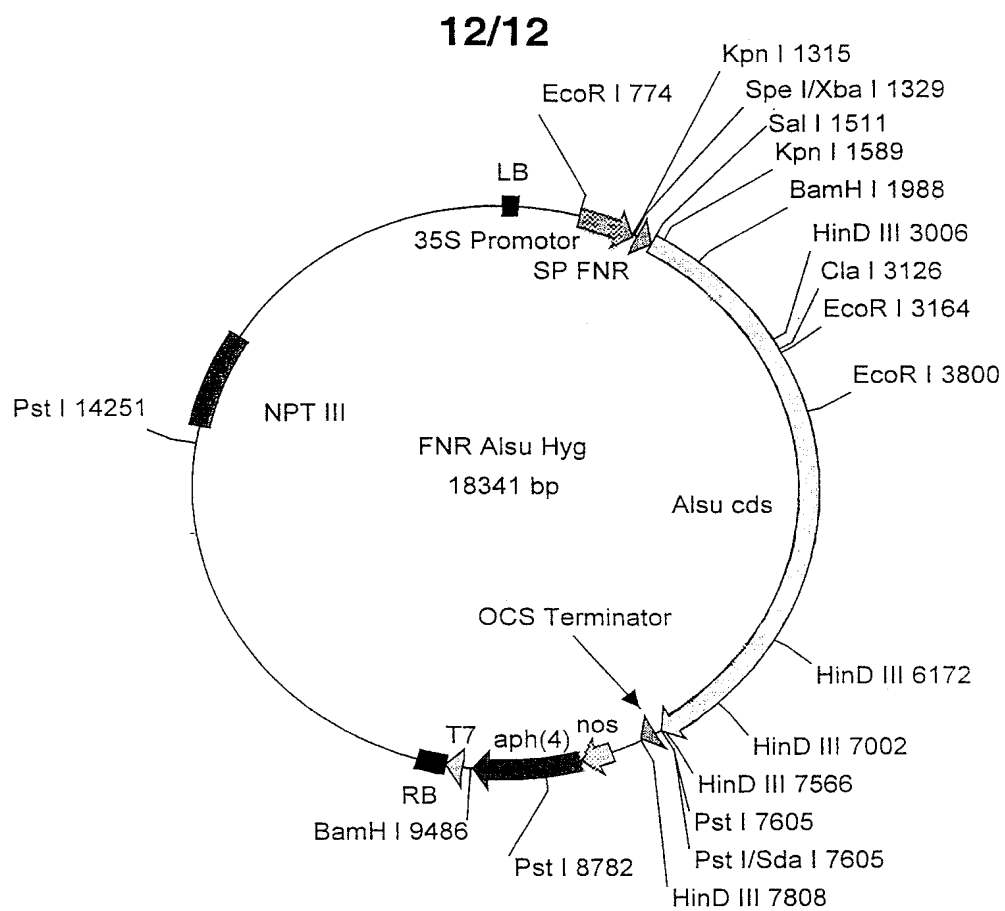 12/12
Kpn I 1315
EcoR I 774
Spe I/Xba I 1329
Sal I 1511
Kpn I 1589
LB
BamH I 1988
35S Promotor
HinD III 3006
SP FNR
Cla I 3126
EcoR I 3164
EcoR I 3800
Pst I 14251
NPT III
FNR Alsu Hyg
18341 bp
Alsu cds
OCS Terminator
HinD III 6172
T7
aph(4)
nos
HinD III 7002
RB
HinD III 7566
BamH I 9486
Pst I 7605
Pst I 8782
Pst I/Sda I 7605
HinD III 7808